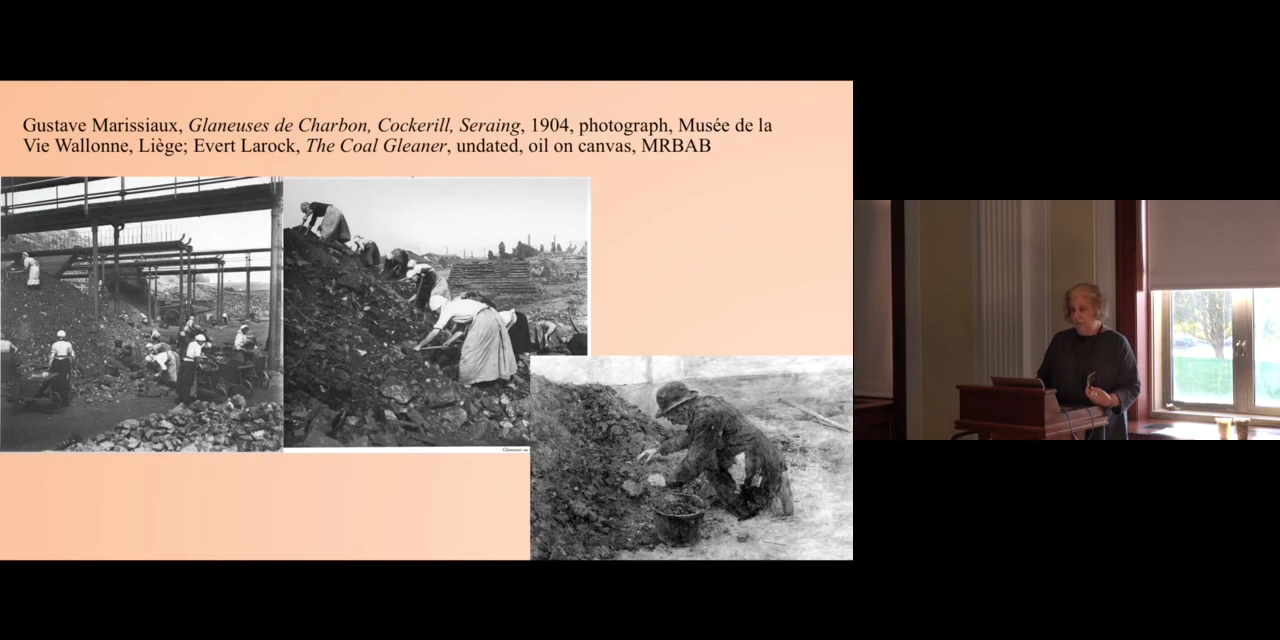 Gustave Marissiaux, Glaneuses de Charbon, Cockerill, Seraing, 1904, photograph, Musée de la
Vie Wallonne, Liège; Evert Larock, The Coal Gleaner, undated, oil on canvas, MRBAB